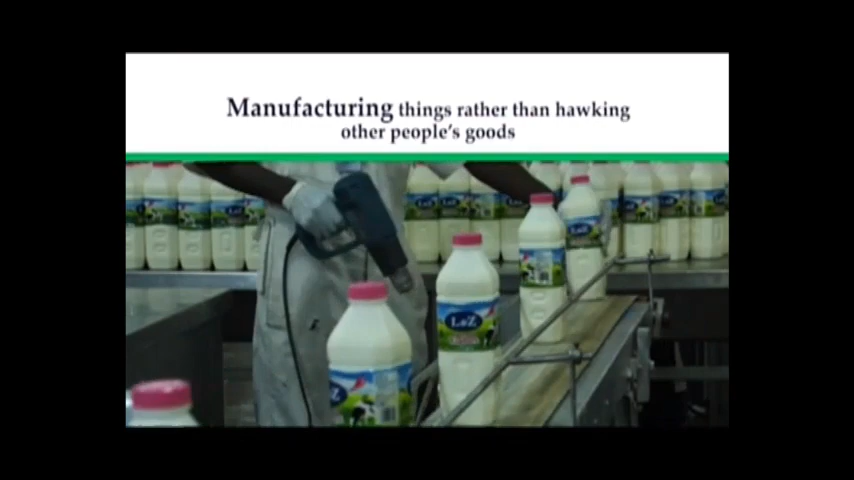 Manufacturing things rather than hawking
other people's goods
L&Z
L&Z